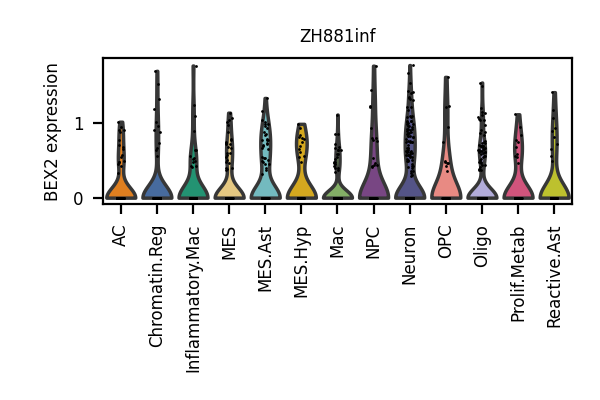 ZH881inf
BEX2 expression
1
0
AC
Chromatin.Reg
Inflammatory.Mac
MES
MES.Ast
MES.Hyp
Mac
NPC
Neuron
OPC
Oligo
Prolif.Metab
Reactive.Ast